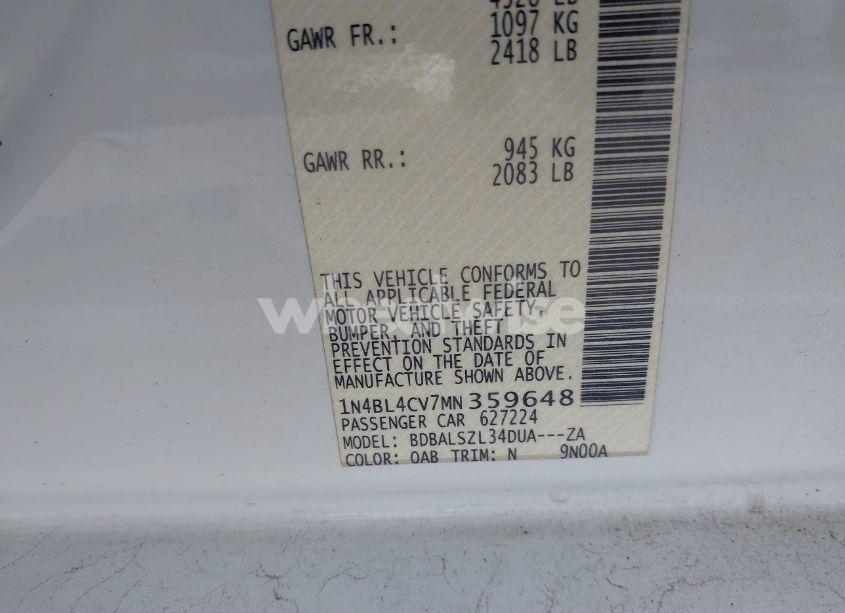 GAWR FR.: 1097 KG
2418 LB
GAWR RR.: 945 KG
2083 LB
THIS VEHICLE CONFORMS TO
ALL APPLICABLE FEDERAL
MOTOR VEHICLE SAFETY,
BUMPER, AND THEFT
PREVENTION STANDARDS IN
EFFECT ON THE DATE OF
MANUFACTURE SHOWN ABOVE.
1N4BL4CV7MN359648
PASSENGER CAR 627224
MODEL: BDBALSZL34DUA---ZA
COLOR: QAB TRIM: N 9N00A